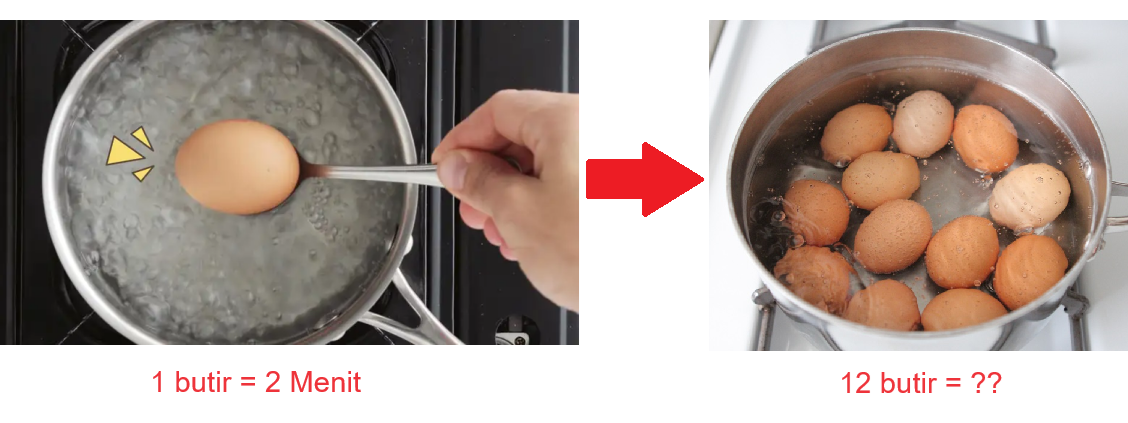 1 butir = 2 Menit
12 butir = ??